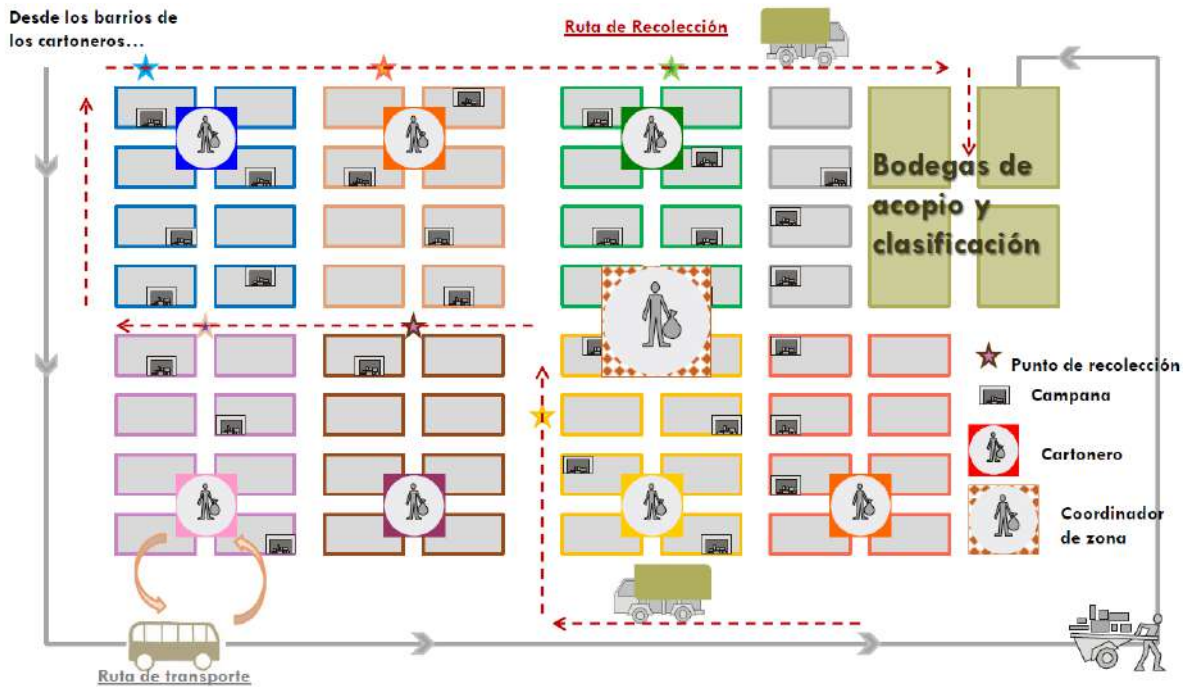 Desde los barrios de
los cartoneros...
Ruta de Recolección
Bodegas de
acopio y
clasificación
Punto de recolección
Campana
Cartonero
Coordinador
de zona
Ruta de transporte